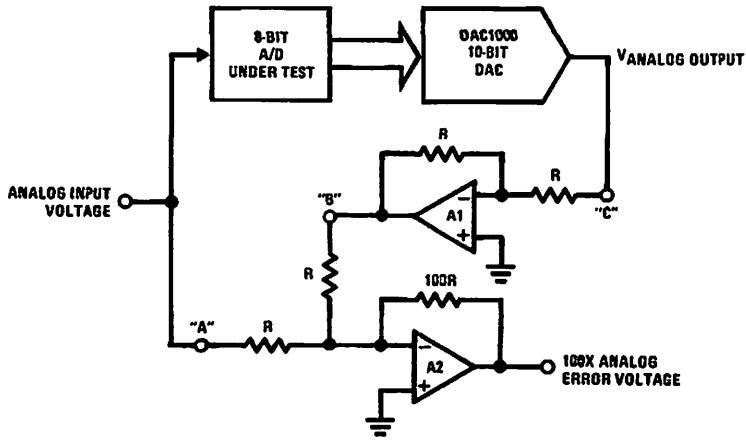 8-BIT
A/D
UNDER TEST
DAC1000
10-BIT
DAC
VANALOG OUTPUT
R
R
ANALOG INPUT
VOLTAGE
"B"
−
A1
+
"C"
R
100R
"A"
R
−
A2
+
100X ANALOG
ERROR VOLTAGE